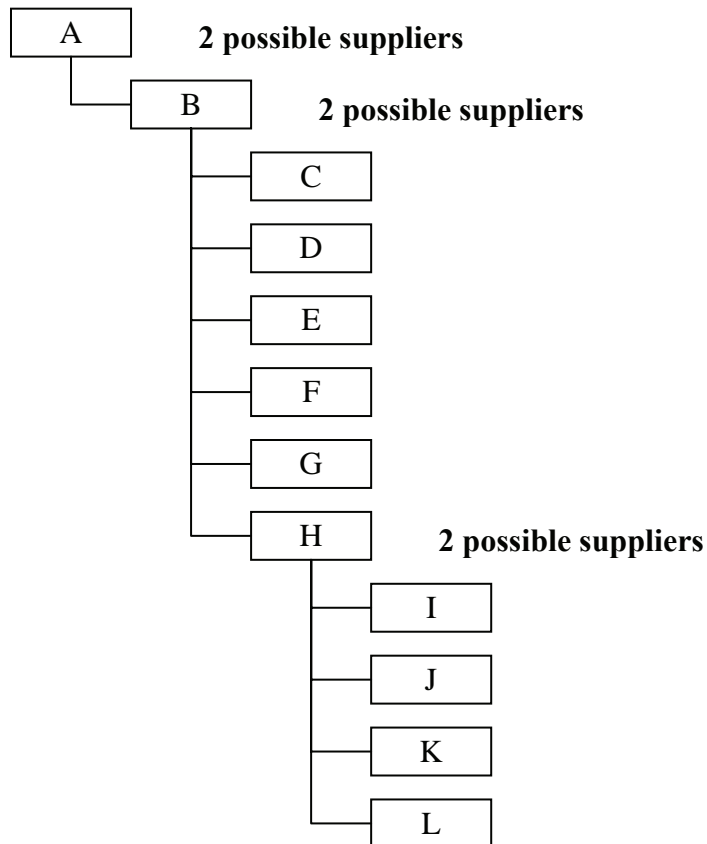 A 2 possible suppliers
B 2 possible suppliers
C
D
E
F
G
H 2 possible suppliers
I
J
K
L